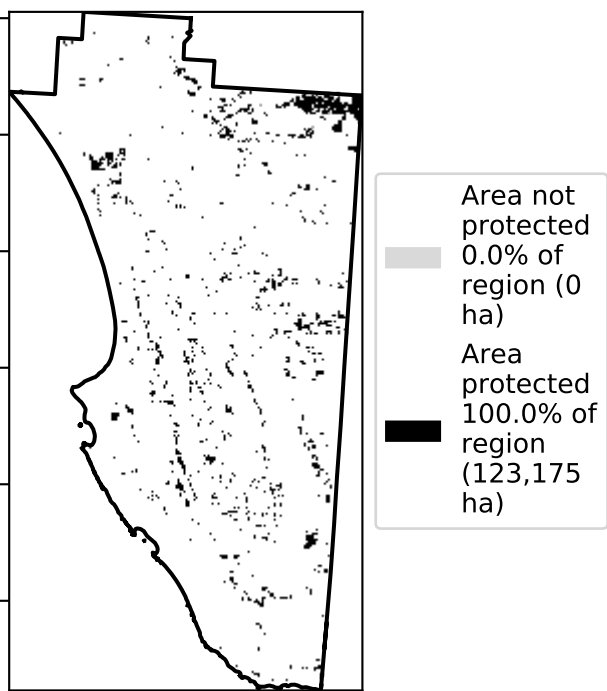 Area not
protected
0.0% of
region (0
ha)
Area
protected
100.0% of
region
(123,175
ha)